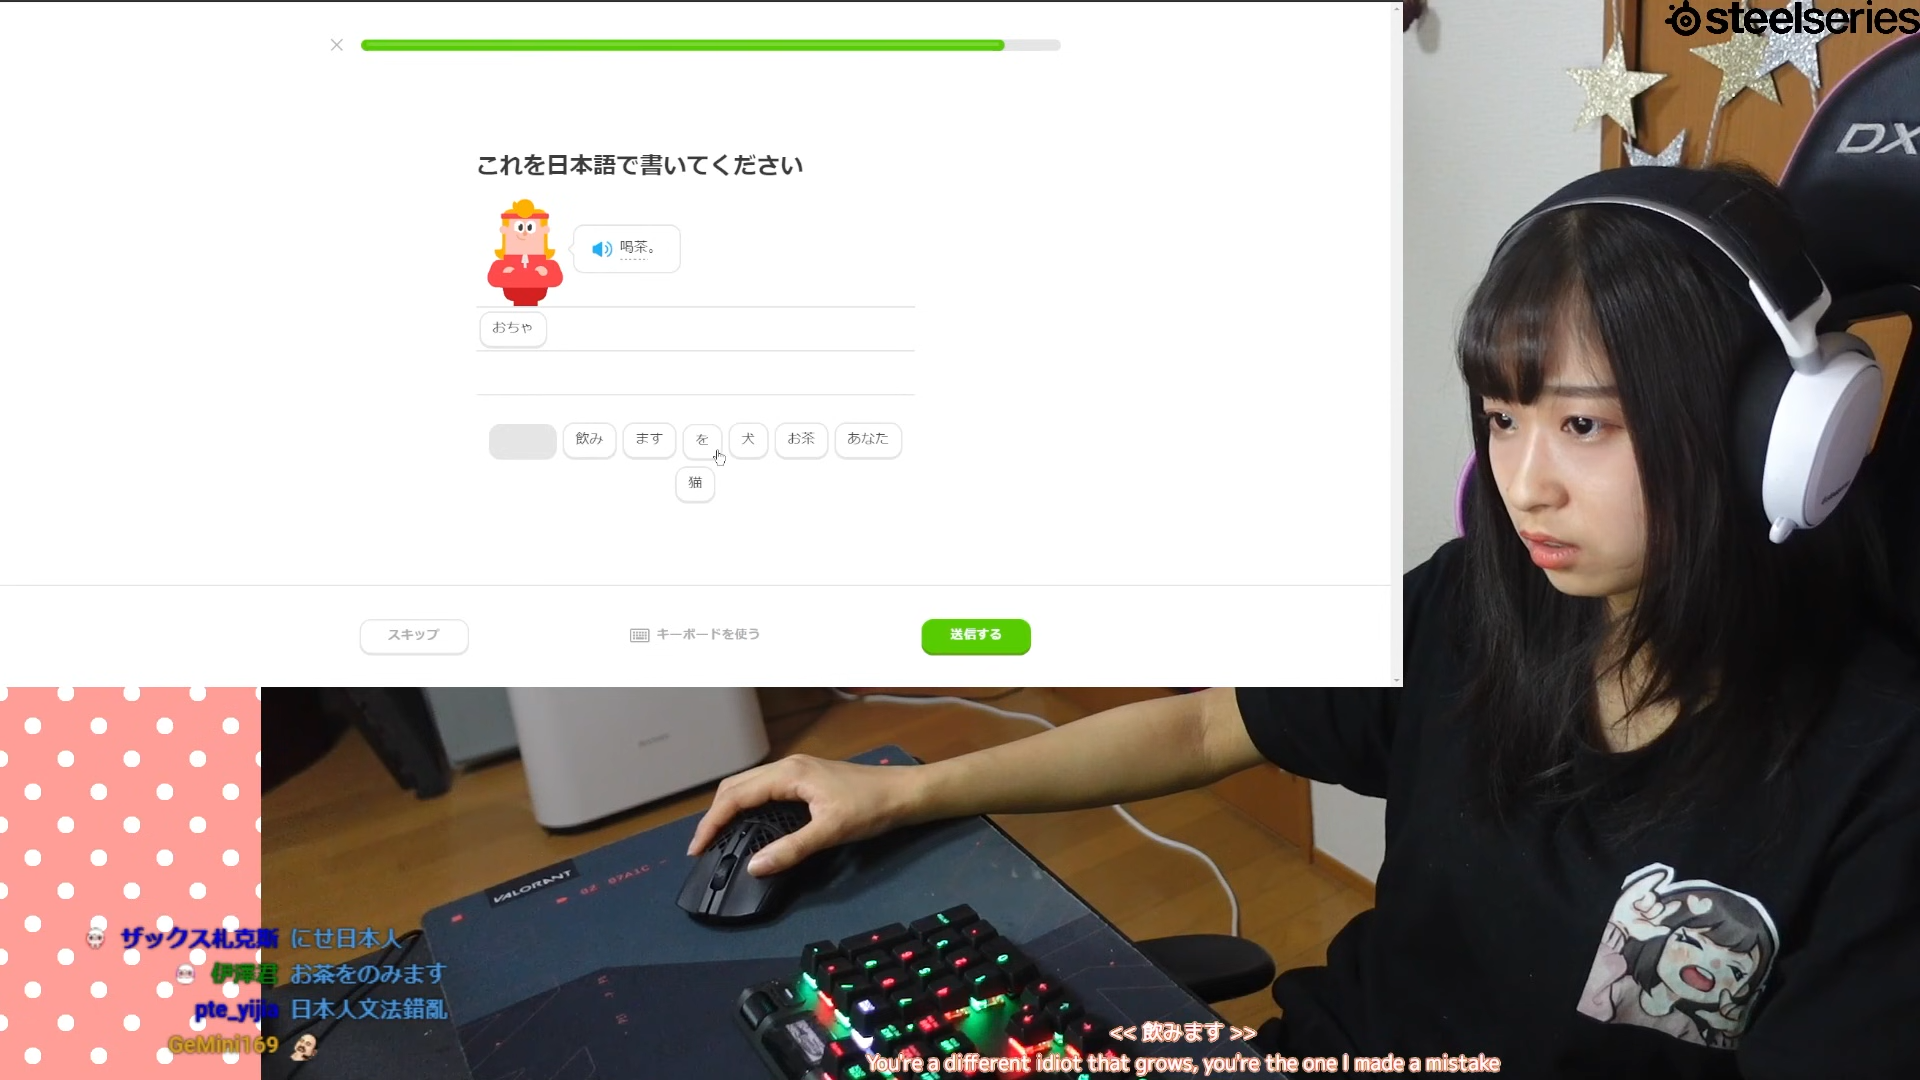 steelseries
これを日本語で書いてください
喝茶。
おちゃ
飲み ます を 犬 お茶 あなた
猫
スキップ キーボードを使う 送信する
DX
VALORANT
ザックス札克斯 にせ日本人
伊澤君 お茶をのみます
pte_yijia 日本人文法錯亂
GeMini169
<< 飲みます >>
You're a different idiot that grows, you're the one I made a mistake